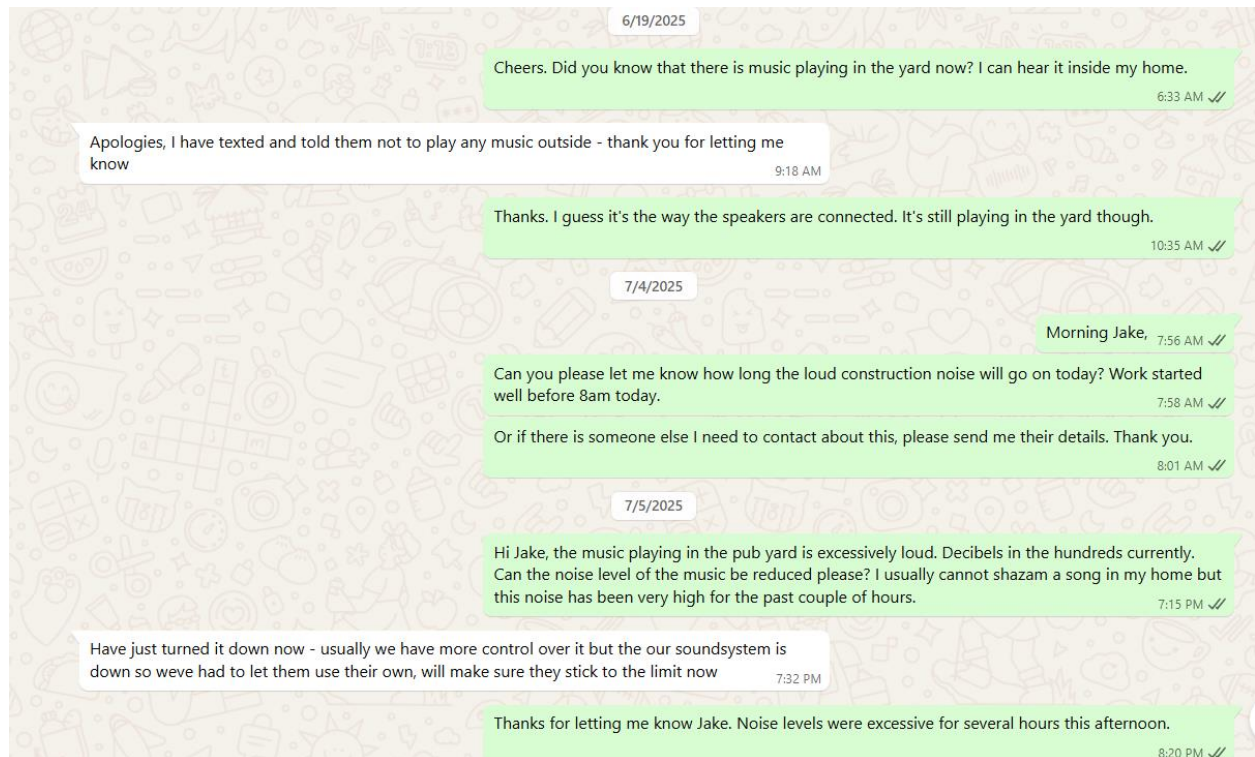 6/19/2025
Cheers. Did you know that there is music playing in the yard now? I can hear it inside my home.
6:33 AM
Apologies, I have texted and told them not to play any music outside - thank you for letting me
know
9:18 AM
Thanks. I guess it's the way the speakers are connected. It's still playing in the yard though.
10:35 AM
7/4/2025
Morning Jake,
7:56 AM
Can you please let me know how long the loud construction noise will go on today? Work started
well before 8am today.
7:58 AM
Or if there is someone else I need to contact about this, please send me their details. Thank you.
8:01 AM
7/5/2025
Hi Jake, the music playing in the pub yard is excessively loud. Decibels in the hundreds currently.
Can the noise level of the music be reduced please? I usually cannot shazam a song in my home but
this noise has been very high for the past couple of hours.
7:15 PM
Have just turned it down now - usually we have more control over it but the our soundsystem is
down so weve had to let them use their own, will make sure they stick to the limit now
7:32 PM
Thanks for letting me know Jake. Noise levels were excessive for several hours this afternoon.
8:20 PM